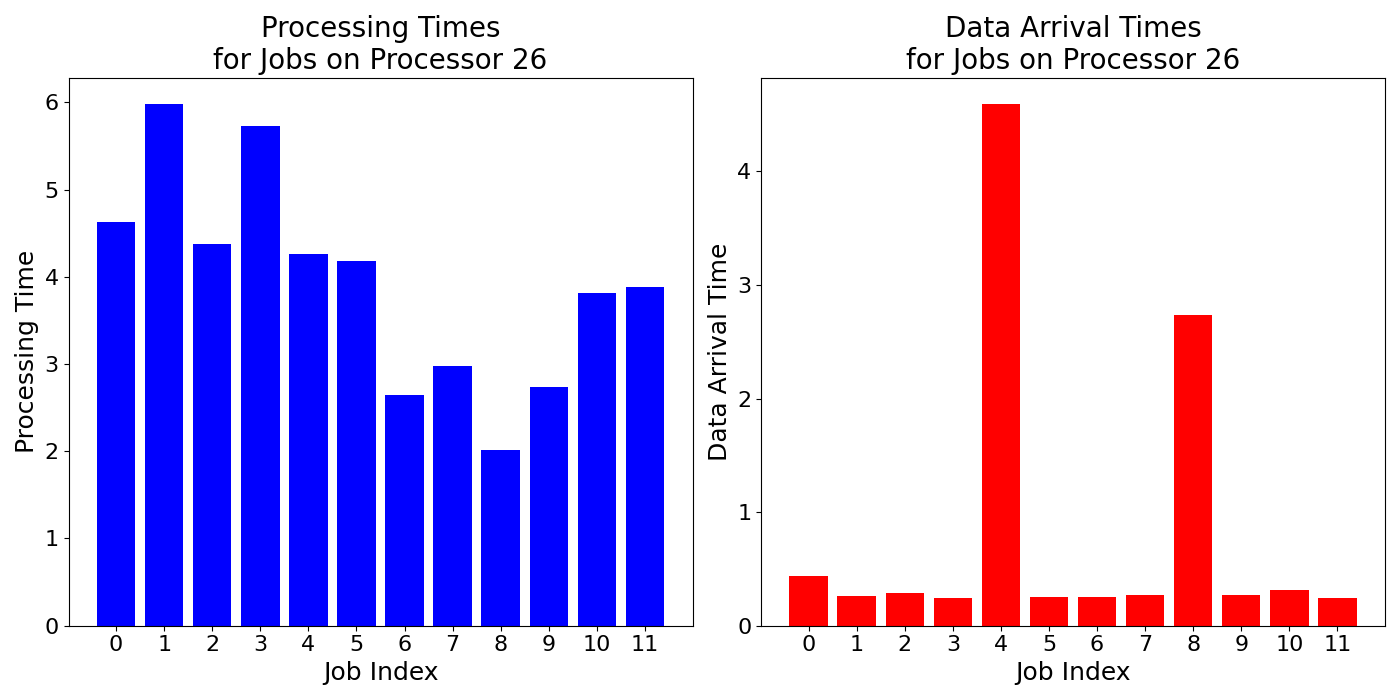 Processing Times
for Jobs on Processor 26
Processing Time
6
5
4
3
2
1
0
0 1 2 3 4 5 6 7 8 9 10 11
Job Index
Data Arrival Times
for Jobs on Processor 26
Data Arrival Time
4
3
2
1
0
0 1 2 3 4 5 6 7 8 9 10 11
Job Index